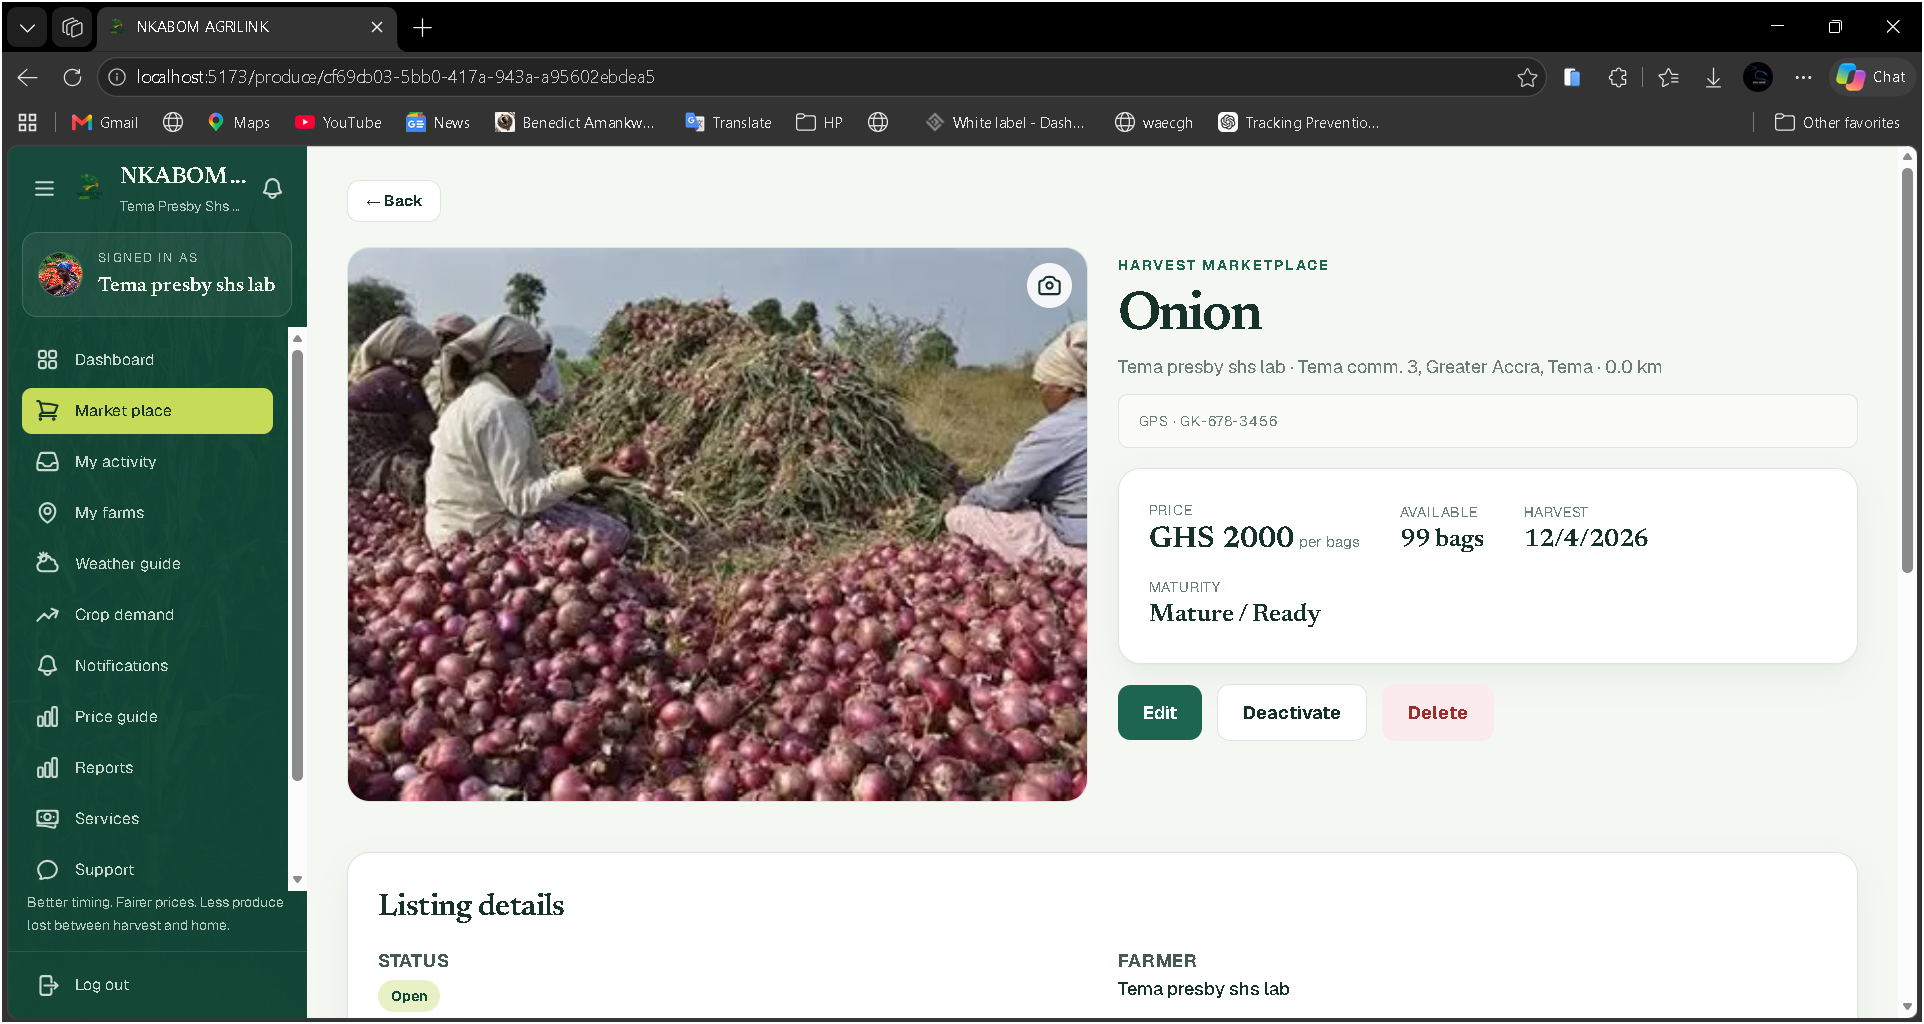 NKABOM AGRILINK
localhost:5173/produce/cf69cb03-5bb0-417a-943a-a95602ebdea5
Chat
Gmail
Maps
YouTube
News
Benedict Amankw...
Translate
HP
White label - Dash...
waecgh
Tracking Preventio...
Other favorites
NKABOM...
Tema Presby Shs ...
SIGNED IN AS
Tema presby shs lab
Dashboard
Market place
My activity
My farms
Weather guide
Crop demand
Notifications
Price guide
Reports
Services
Support
Better timing. Fairer prices. Less produce
lost between harvest and home.
Log out
← Back
HARVEST MARKETPLACE
Onion
Tema presby shs lab · Tema comm. 3, Greater Accra, Tema · 0.0 km
GPS · GK-678-3456
PRICE
GHS 2000 per bags
AVAILABLE
99 bags
HARVEST
12/4/2026
MATURITY
Mature / Ready
Edit
Deactivate
Delete
Listing details
STATUS
Open
FARMER
Tema presby shs lab